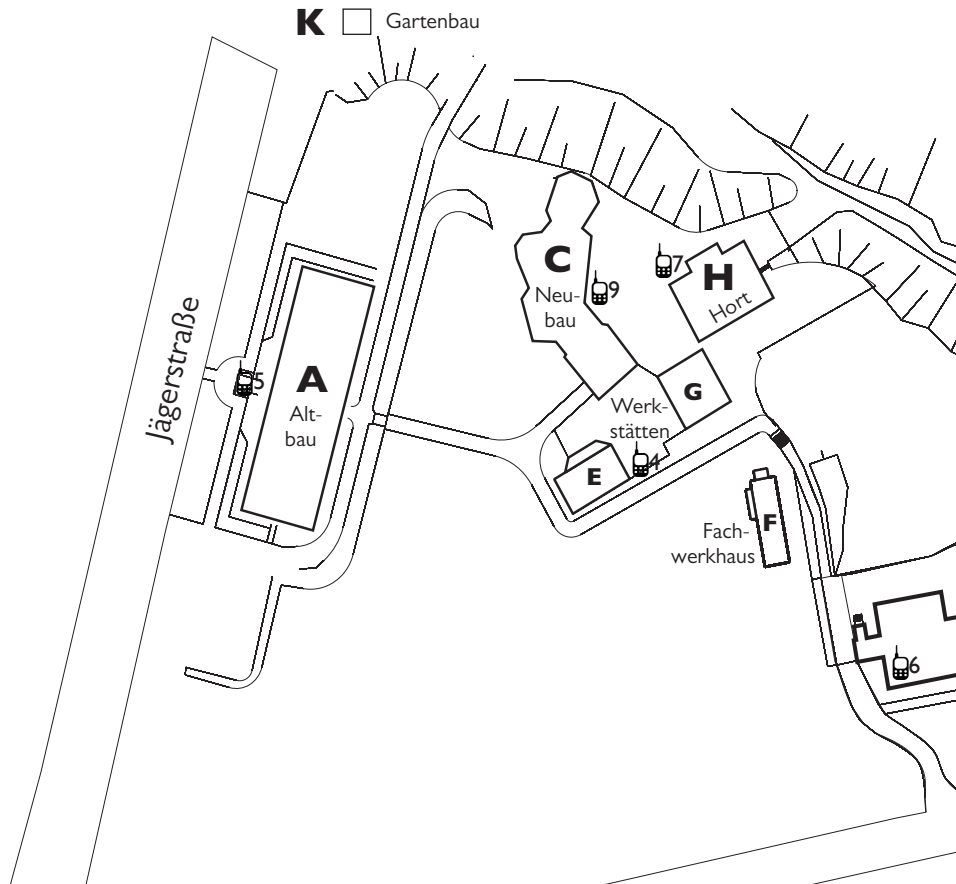 K Gartenbau
C
Neu-
bau
9
7
H
Hort
Jägerstraße
5
A
Alt-
bau
G
Werk-
stätten
4
E
F
Fach-
werkhaus
6